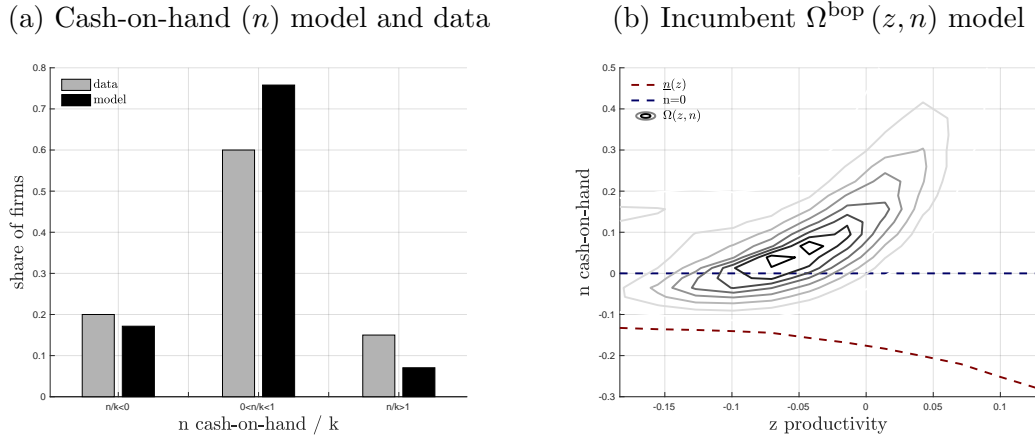 (a) Cash-on-hand (n) model and data
0.8
0.7
0.6
0.5
0.4
0.3
0.2
0.1
0
share of firms
data
model
n/k<0
0<n/k<1
n/k>1
n cash-on-hand / k
(b) Incumbent Ω^bop (z, n) model
0.5
0.4
0.3
0.2
0.1
0
-0.1
-0.2
-0.3
n cash-on-hand
n(z)
n=0
Ω(z, n)
-0.15
-0.1
-0.05
0
0.05
0.1
z productivity